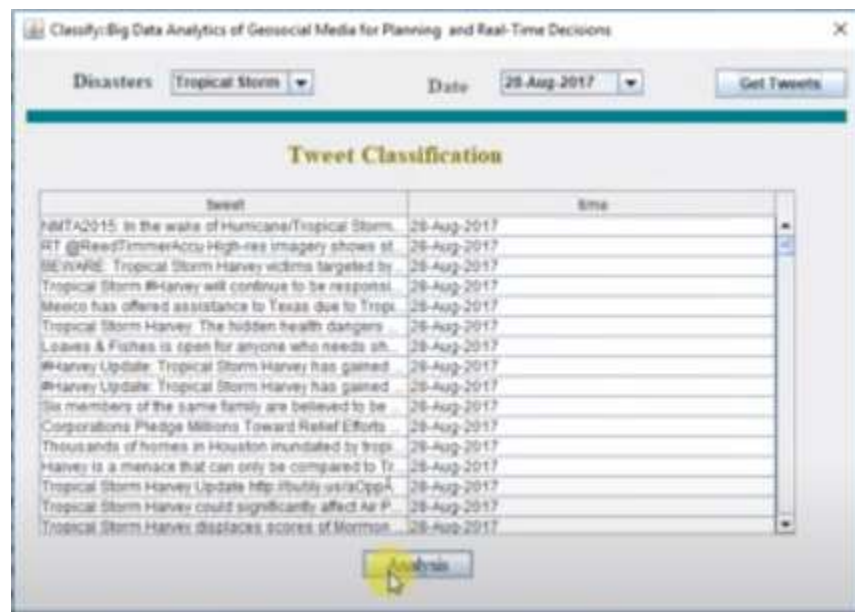 Classify::Big Data Analytics of Geosocial Media for Planning and Real-Time Decisions
Disasters Tropical Storm Date 28-Aug-2017 Get Tweets
Tweet Classification
tweet time
NMTA2015: In the wake of Hurricane/Tropical Storm... 28-Aug-2017
RT @ReedTimmerAccu High-res imagery shows st... 28-Aug-2017
BEWARE: Tropical Storm Harvey victims targeted by... 28-Aug-2017
Tropical Storm #Harvey will continue to be responsi... 28-Aug-2017
Mexico has offered assistance to Texas due to Tropi... 28-Aug-2017
Tropical Storm Harvey: The hidden health dangers ... 28-Aug-2017
Loaves & Fishes is open for anyone who needs sh... 28-Aug-2017
#Harvey Update: Tropical Storm Harvey has gained ... 28-Aug-2017
#Harvey Update: Tropical Storm Harvey has gained ... 28-Aug-2017
Six members of the same family are believed to be ... 28-Aug-2017
Corporations Pledge Millions Toward Relief Efforts ... 28-Aug-2017
Thousands of homes in Houston inundated by tropi... 28-Aug-2017
Harvey is a menace that can only be compared to Tr... 28-Aug-2017
Tropical Storm Harvey Update 28-Aug-2017
Tropical Storm Harvey could significantly affect Air P... 28-Aug-2017
Tropical Storm Harvey displaces scores of Mormon ... 28-Aug-2017
Analysis